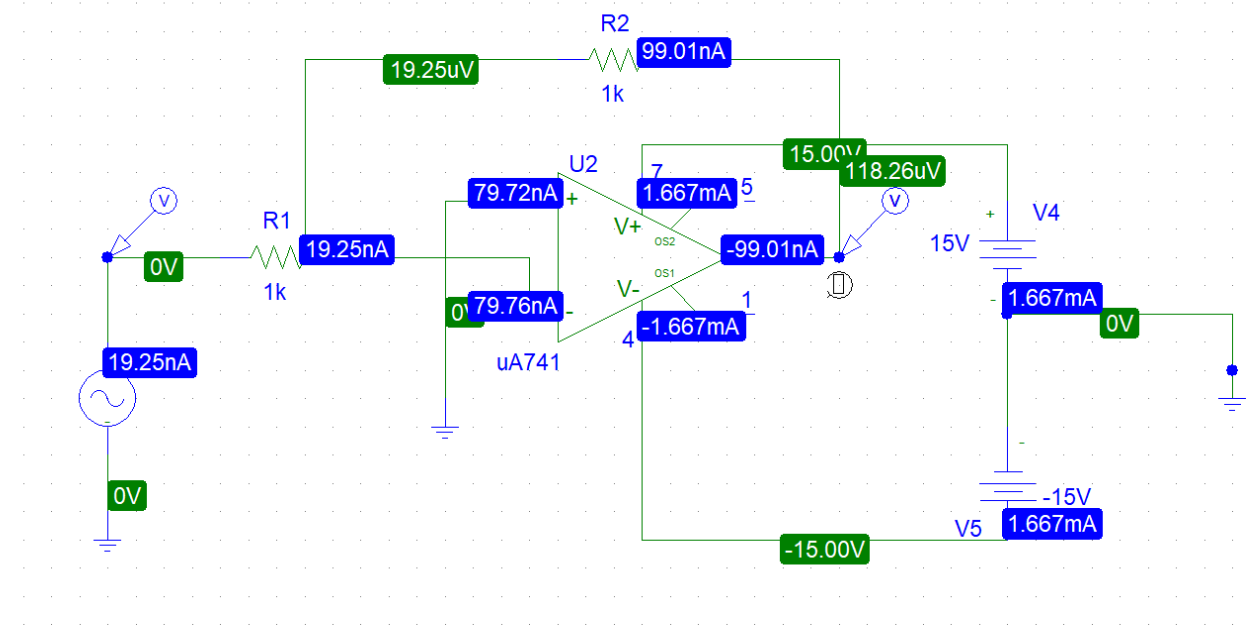 R2
99.01nA
19.25uV
1k
15.00V
118.26uV
U2
7
79.72nA
+
1.667mA
5
V
V
V+
OS2
R1
+
V4
15V
0V
19.25nA
-99.01nA
OS1
1k
V-
-
1.667mA
0V
79.76nA
-
1
0V
-1.667mA
4
uA741
19.25nA
-
-
0V
-15V
V5
1.667mA
-15.00V